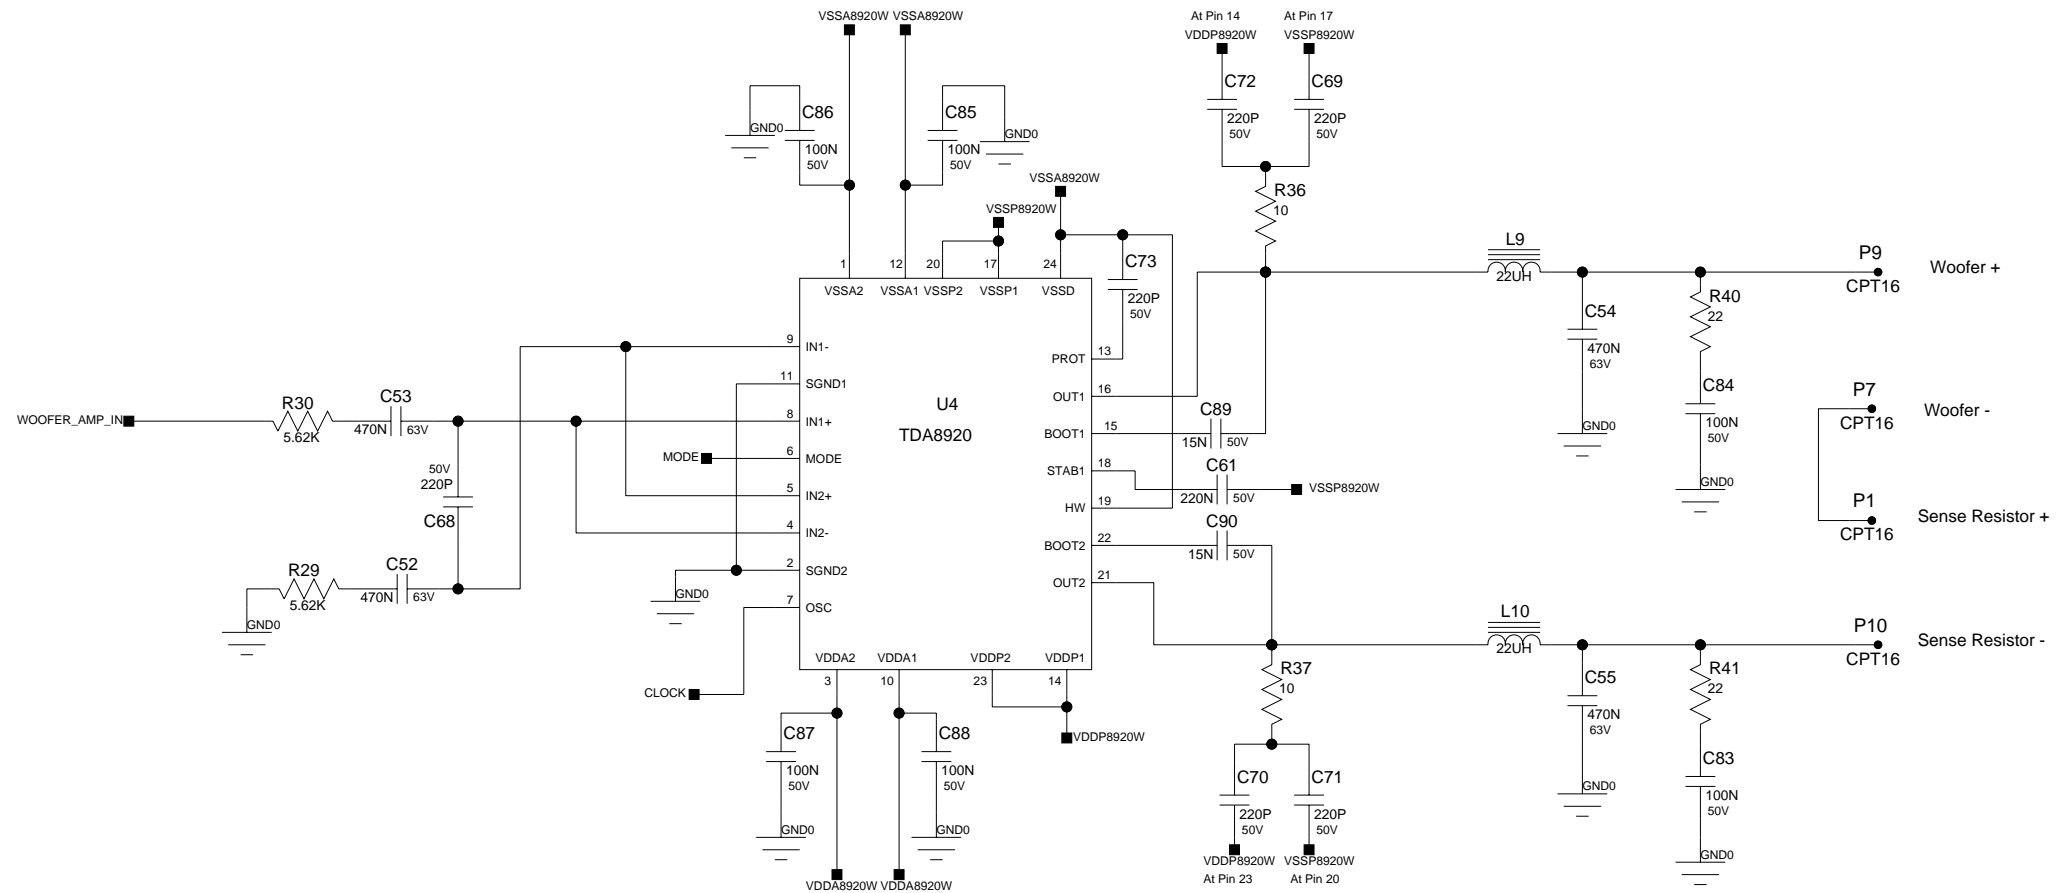 VSSA8920W VSSA8920W
At Pin 14 At Pin 17
VDDP8920W VSSP8920W
C72 C69
220P 220P
50V 50V
C86 C85
GND0 GND0
100N 100N
50V 50V
VSSA8920W
R36
10
VSSP8920W
1 12 20 17 24
VSSA2 VSSA1 VSSP2 VSSP1 VSSD
C73
220P
50V
L9
22UH
P9
CPT16
Woofer +
R40
22
C54
470N
63V
GND0
C84
100N
50V
GND0
9 IN1-
11 SGND1
8 IN1+
6 MODE
5 IN2+
4 IN2-
2 SGND2
7 OSC
U4
TDA8920
PROT 13
OUT1 16
BOOT1 15
STAB1 18
HW 19
BOOT2 22
OUT2 21
WOOFER_AMP_IN
R30
5.62K
C53
470N 63V
MODE
50V
220P
C68
R29
5.62K
C52
470N 63V
GND0
GND0
CLOCK
C89
15N 50V
C61
220N 50V
VSSP8920W
C90
15N 50V
P7
CPT16
Woofer -
P1
CPT16
Sense Resistor +
L10
22UH
P10
CPT16
Sense Resistor -
VDDA2 VDDA1 VDDP2 VDDP1
3 10 23 14
R37
10
C55
470N
63V
GND0
R41
22
C83
100N
50V
GND0
C87 C88
100N 100N
50V 50V
GND0 GND0
VDDP8920W
C70 C71
220P 220P
50V 50V
VDDP8920W VSSP8920W
At Pin 23 At Pin 20
VDDA8920W VDDA8920W